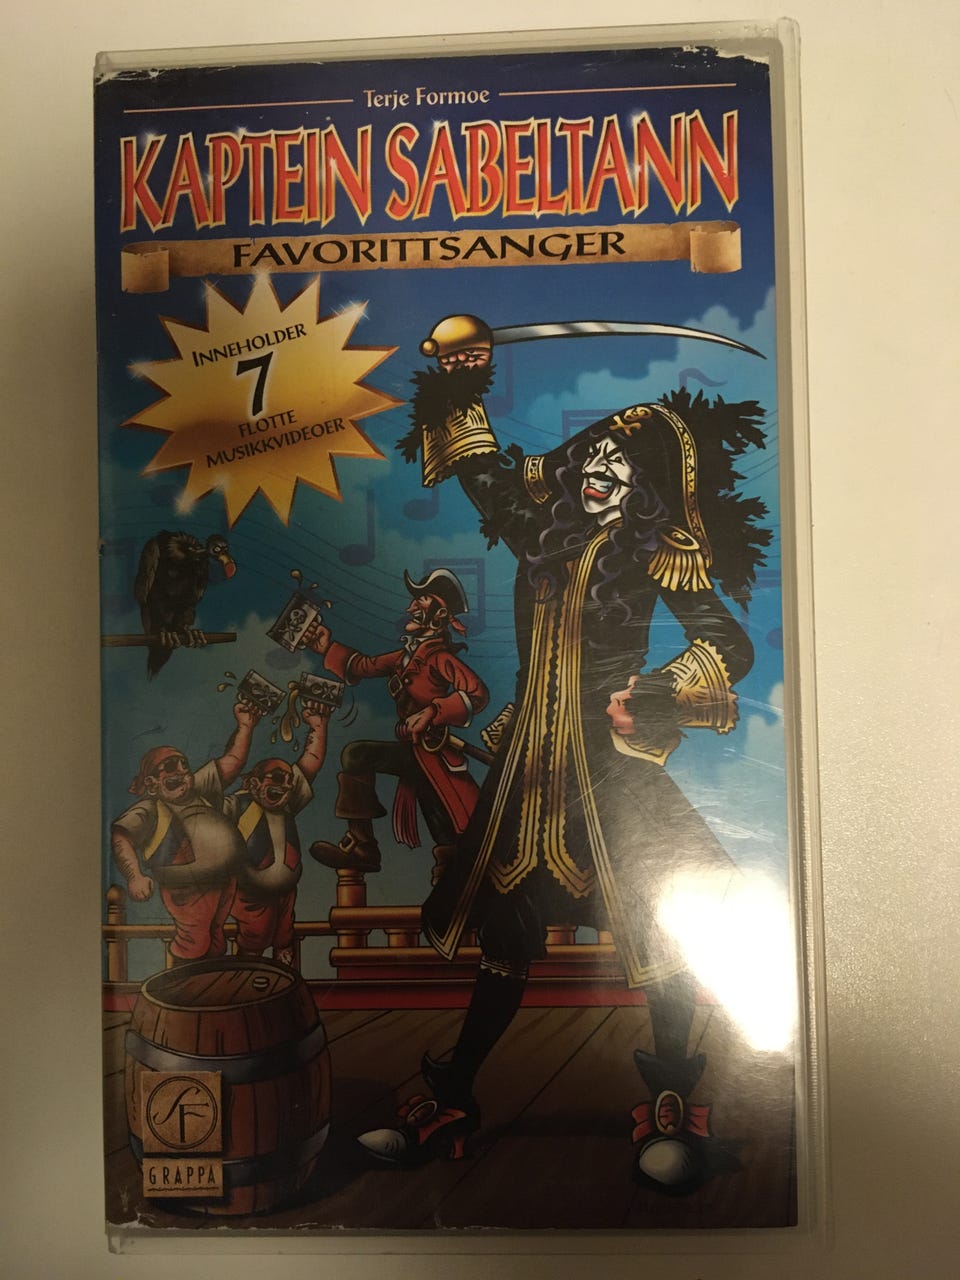 Terje Formoe
KAPTEIN SABELTANN
FAVORITTSANGER
INNEHOLDER
7
FLOTTE
MUSIKKVIDEOER
SF
GRAPPA